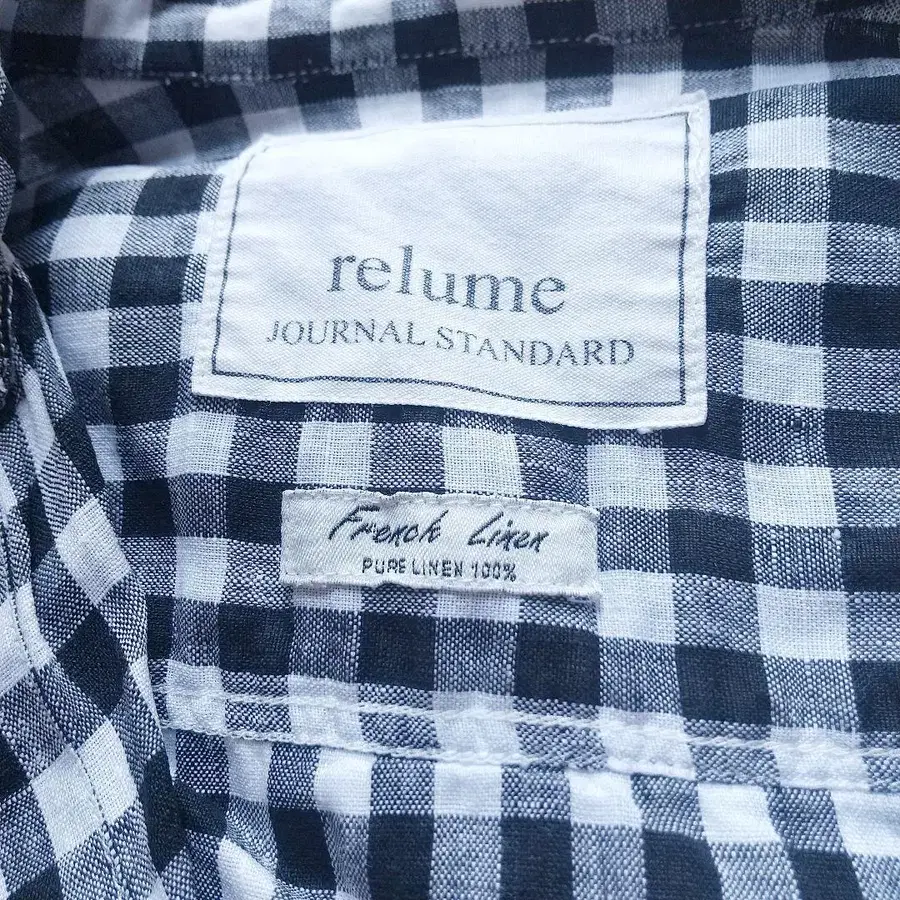 relume
JOURNAL STANDARD
French Linen
PURE LINEN 100%